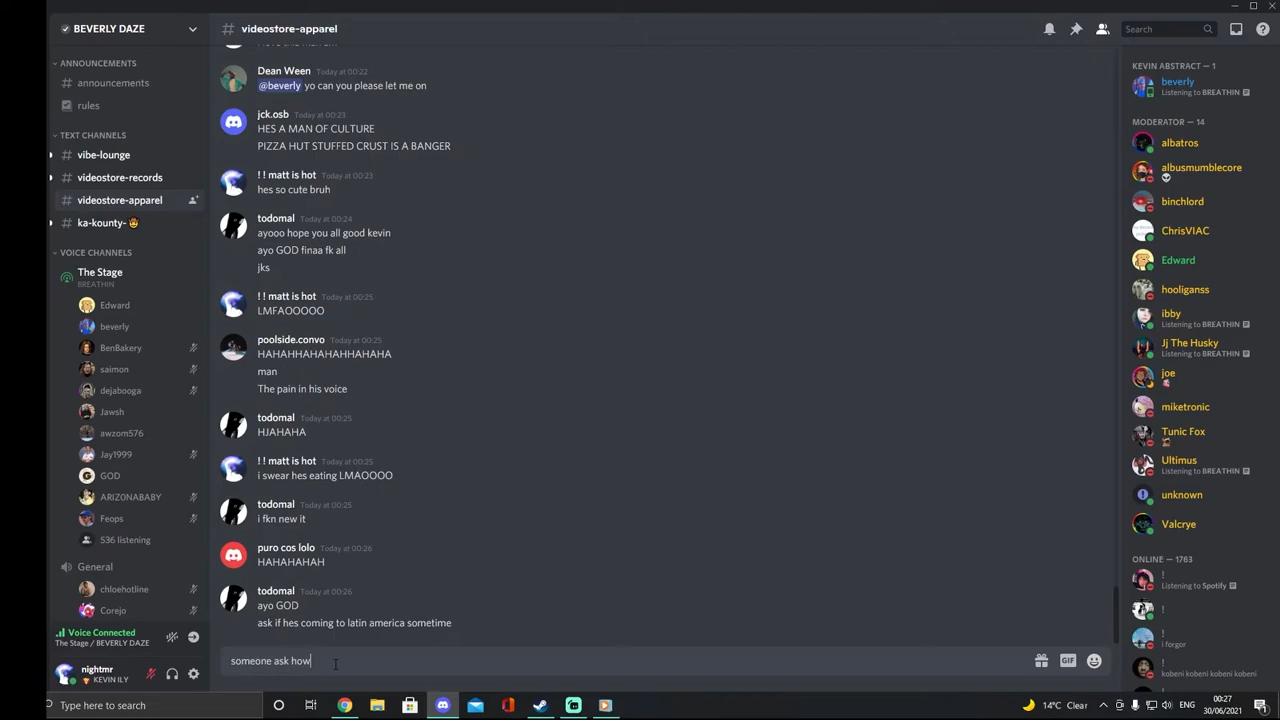 BEVERLY DAZE
ANNOUNCEMENTS
announcements
rules
TEXT CHANNELS
vibe-lounge
videostore-records
videostore-apparel
ka-kounty-🤠
VOICE CHANNELS
The Stage
BREATHIN
Edward
beverly
BenBakery
saimon
dejabooga
Jawsh
awzom576
Jay1999
GOD
ARIZ0NABABY
Feops
536 listening
General
chloehotline
Corejo
Voice Connected
The Stage / BEVERLY DAZE
nightmr
KEVIN ILY
# videostore-apparel
Search
Dean Ween Today at 00:22
@beverly yo can you please let me on
jck.osb Today at 00:23
HES A MAN OF CULTURE
PIZZA HUT STUFFED CRUST IS A BANGER
! ! matt is hot Today at 00:23
hes so cute bruh
todomal Today at 00:24
ayooo hope you all good kevin
ayo GOD finaa fk all
jks
! ! matt is hot Today at 00:25
LMFAOOOOO
poolside.convo Today at 00:25
HAHAHHAHAHAHHAHAHA
man
The pain in his voice
todomal Today at 00:25
HJAHAHA
! ! matt is hot Today at 00:25
i swear hes eating LMAOOOO
todomal Today at 00:25
i fkn new it
puro cos lolo Today at 00:26
HAHAHAHAH
todomal Today at 00:26
ayo GOD
ask if hes coming to latin america sometime
someone ask how
GIF
KEVIN ABSTRACT — 1
beverly
Listening to BREATHIN
MODERATOR — 14
albatros
albusmumblecore
binchlord
ChrisVIAC
Edward
hooliganss
ibby
Listening to BREATHIN
Jj The Husky
Listening to BREATHIN
joe
miketronic
Tunic Fox
Ultimus
Listening to BREATHIN
unknown
Valcrye
ONLINE — 1763
!
Listening to Spotify
!
!
i forgor
!
kobeni kobeni kobeni kobeni
Type here to search
14°C Clear
ENG
00:27
30/06/2021